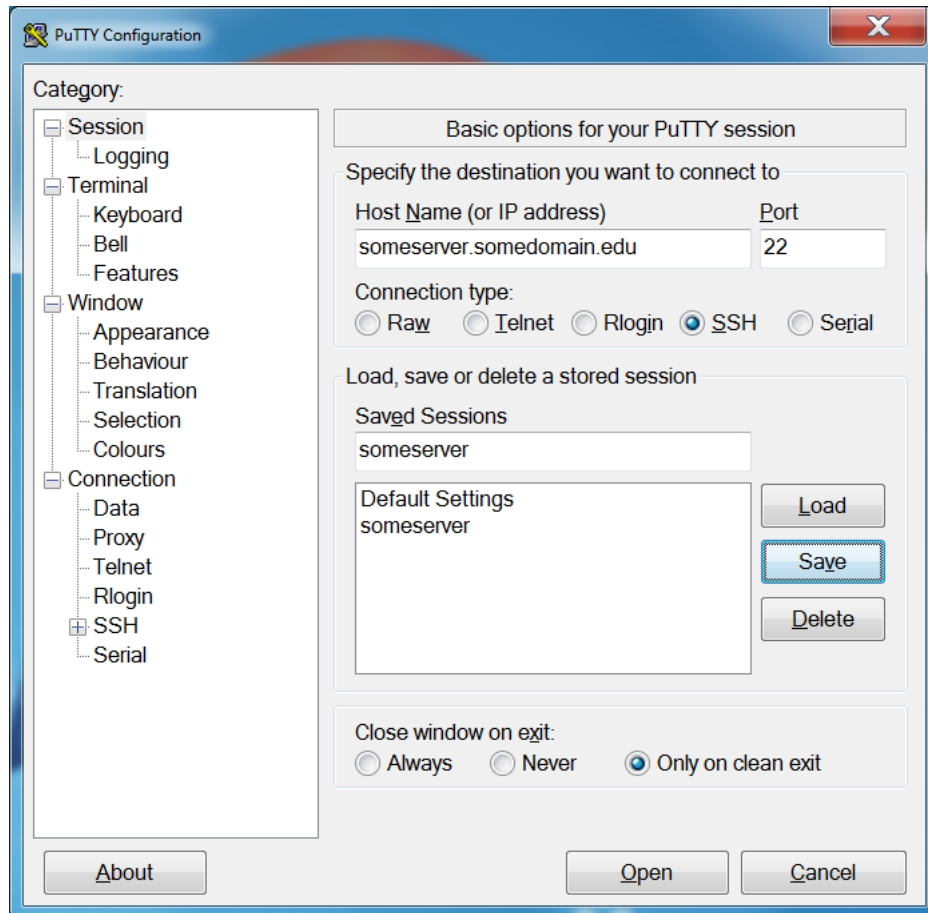 PuTTY Configuration
X
Category:
Session
Logging
Terminal
Keyboard
Bell
Features
Window
Appearance
Behaviour
Translation
Selection
Colours
Connection
Data
Proxy
Telnet
Rlogin
SSH
Serial
Basic options for your PuTTY session
Specify the destination you want to connect to
Host Name (or IP address) Port
someserver.somedomain.edu 22
Connection type:
Raw Telnet Rlogin SSH Serial
Load, save or delete a stored session
Saved Sessions
someserver
Default Settings
someserver
Load
Save
Delete
Close window on exit:
Always Never Only on clean exit
About Open Cancel